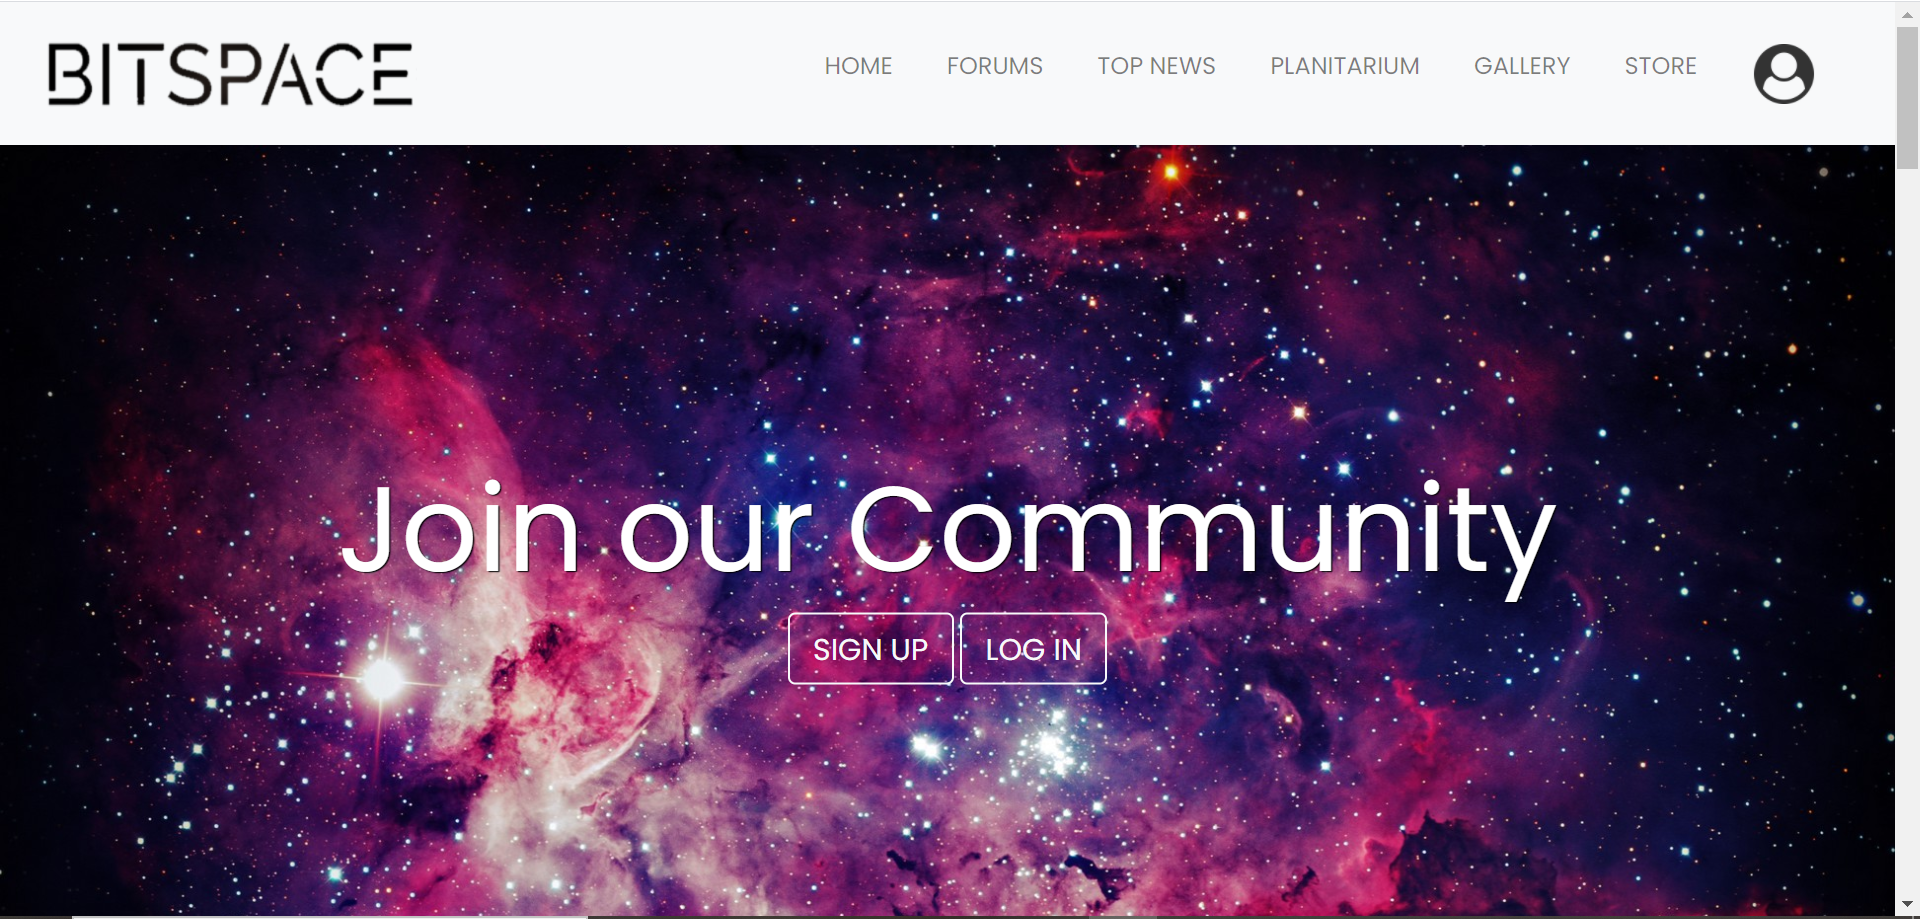 BITSPACE
HOME FORUMS TOP NEWS PLANITARIUM GALLERY STORE
Join our Community
SIGN UP LOG IN